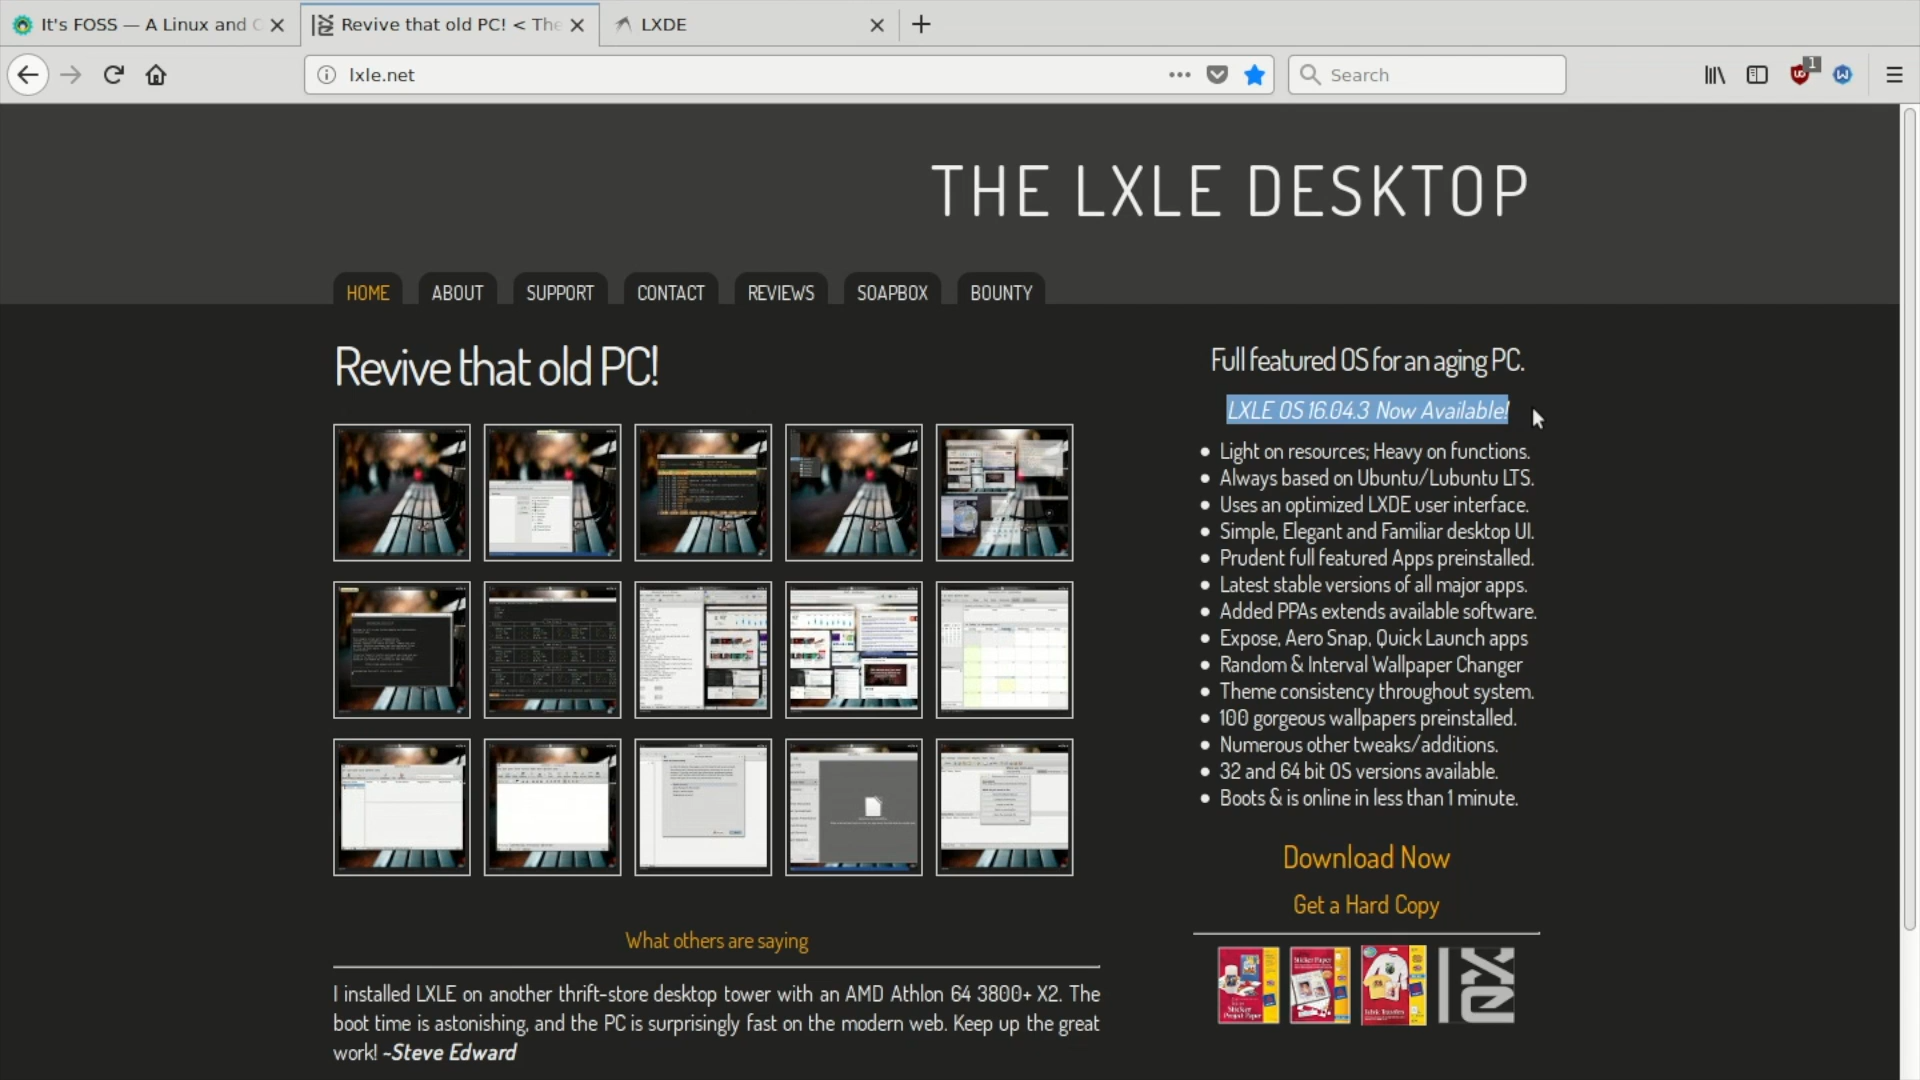 It's FOSS — A Linux and
Revive that old PC! < The
LXDE
lxle.net
Search
1
THE LXLE DESKTOP
HOME
ABOUT
SUPPORT
CONTACT
REVIEWS
SOAPBOX
BOUNTY
Revive that old PC!
Full featured OS for an aging PC.
LXLE OS 16.04.3 Now Available!
Light on resources; Heavy on functions.
Always based on Ubuntu/Lubuntu LTS.
Uses an optimized LXDE user interface.
Simple, Elegant and Familiar desktop UI.
Prudent full featured Apps preinstalled.
Latest stable versions of all major apps.
Added PPAs extends available software.
Expose, Aero Snap, Quick Launch apps
Random & Interval Wallpaper Changer
Theme consistency throughout system.
100 gorgeous wallpapers preinstalled.
Numerous other tweaks/additions.
32 and 64 bit OS versions available.
Boots & is online in less than 1 minute.
Download Now
Get a Hard Copy
What others are saying
I installed LXLE on another thrift-store desktop tower with an AMD Athlon 64 3800+ X2. The
boot time is astonishing, and the PC is surprisingly fast on the modern web. Keep up the great
work! ~Steve Edward